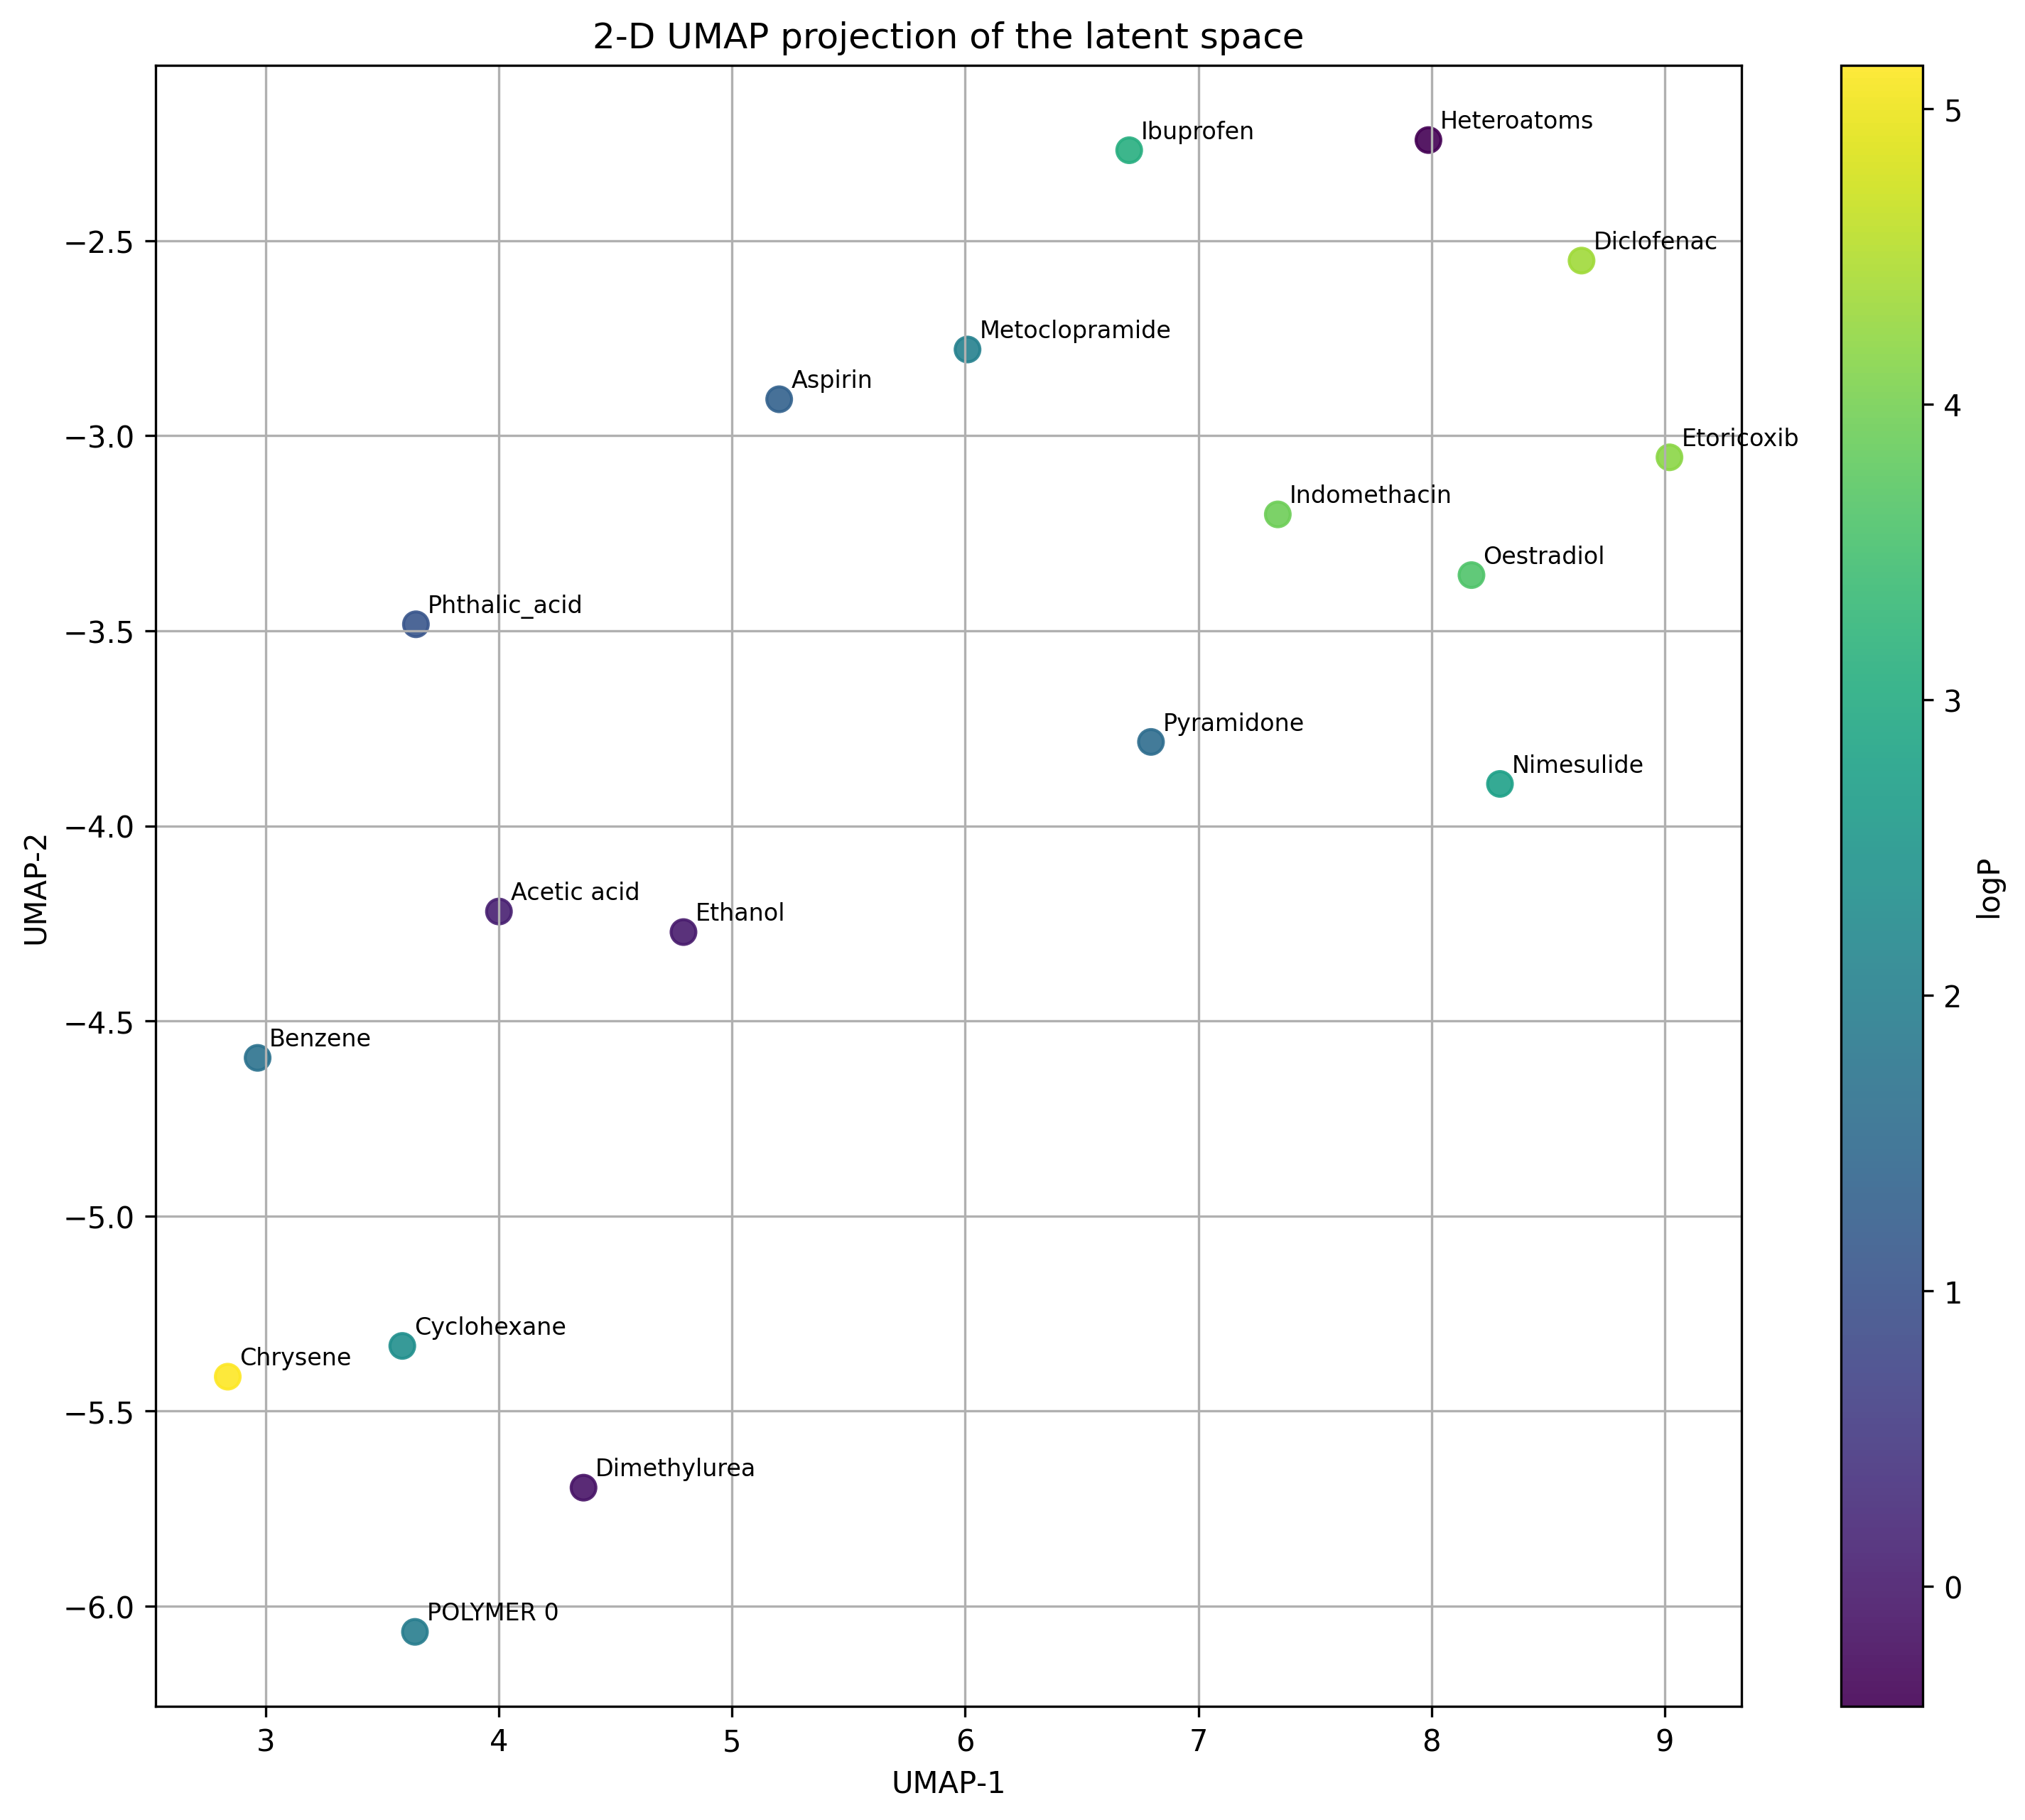 2-D UMAP projection of the latent space
Ibuprofen
Heteroatoms
Diclofenac
Metoclopramide
Aspirin
Etoricoxib
Indomethacin
Oestradiol
Phthalic_acid
Pyramidone
Nimesulide
Acetic acid
Ethanol
Benzene
Cyclohexane
Chrysene
Dimethylurea
POLYMER 0
−2.5
−3.0
−3.5
−4.0
−4.5
−5.0
−5.5
−6.0
UMAP-2
3 4 5 6 7 8 9
UMAP-1
5
4
3
2
1
0
logP